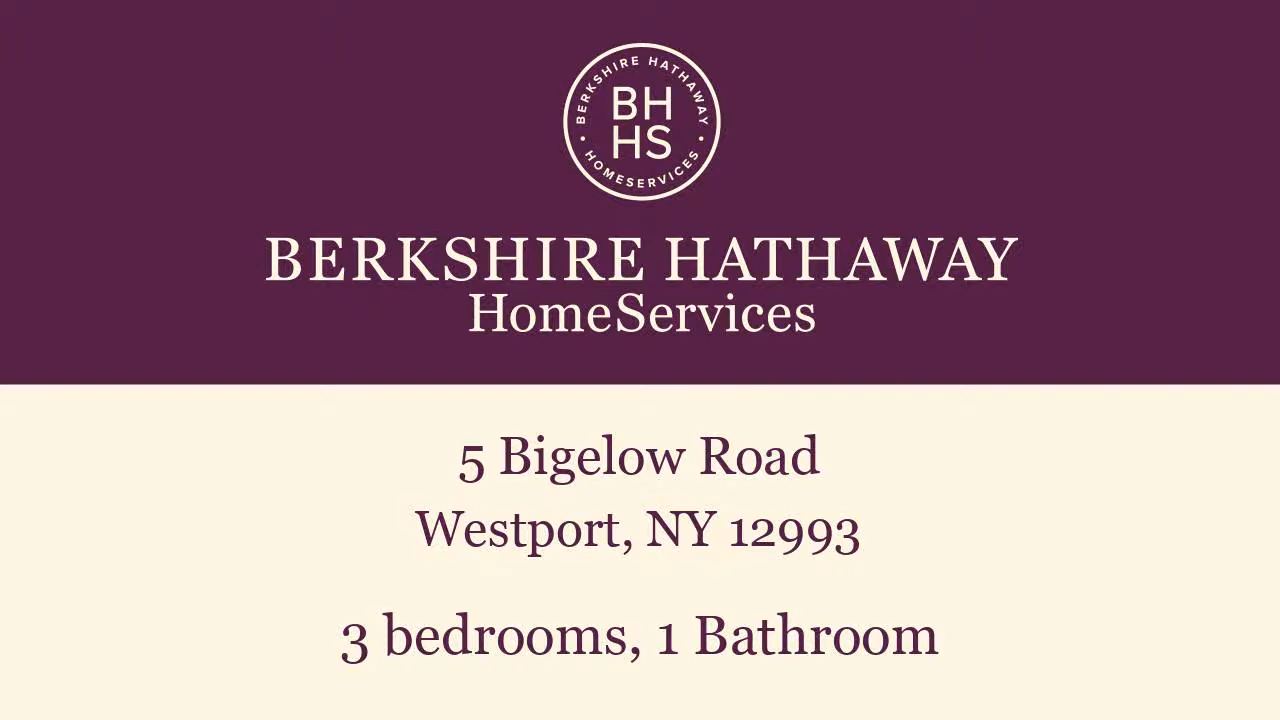 BERKSHIRE HATHAWAY
BH
HS
HOMESERVICES
BERKSHIRE HATHAWAY
HomeServices
5 Bigelow Road
Westport, NY 12993
3 bedrooms, 1 Bathroom